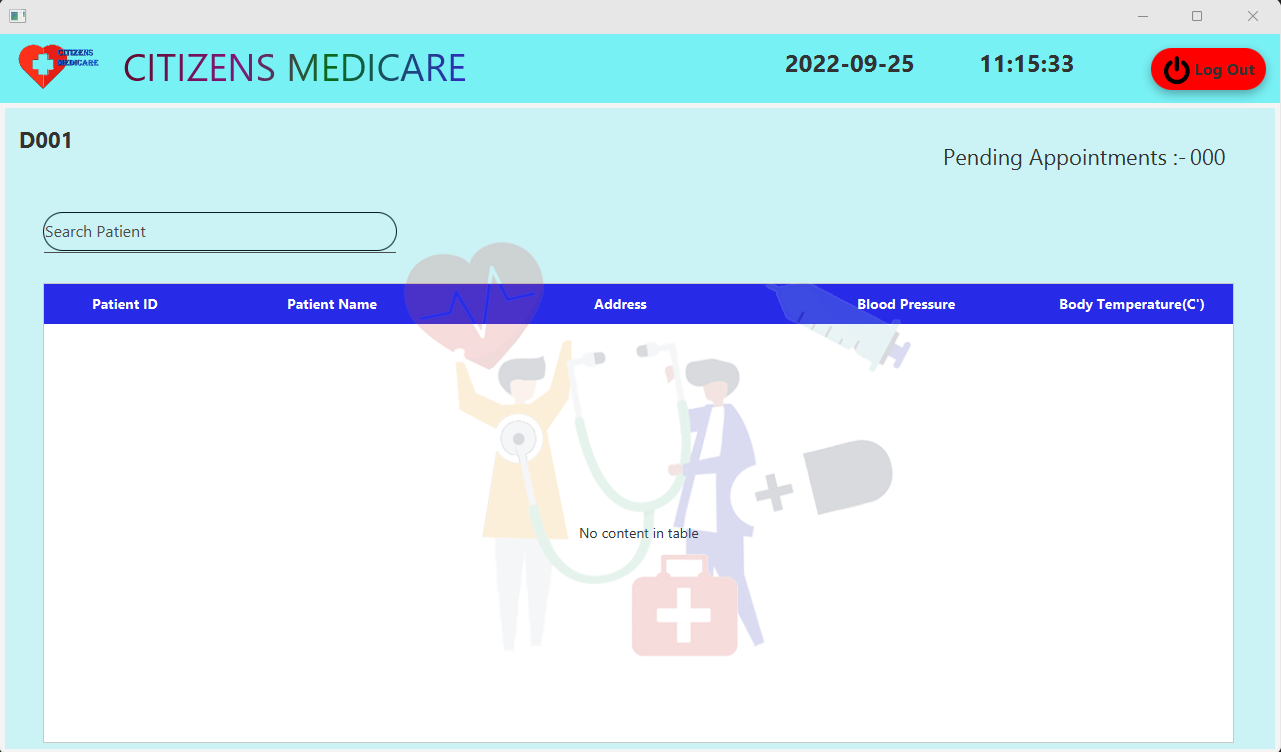 CITIZENS
MEDICARE
CITIZENS MEDICARE
2022-09-25
11:15:33
Log Out
D001
Pending Appointments :- 000
Search Patient
Patient ID
Patient Name
Address
Blood Pressure
Body Temperature(C')
No content in table